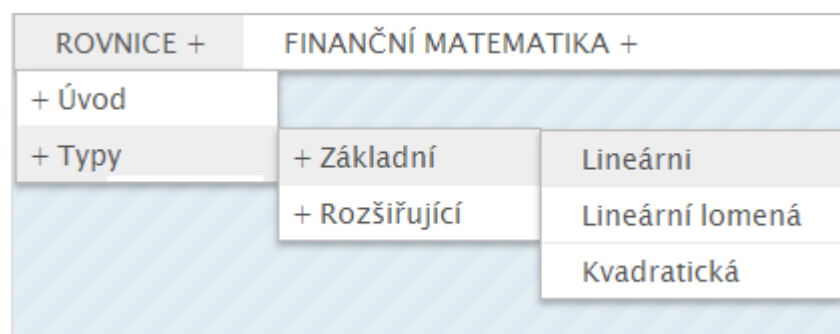 ROVNICE + FINANČNÍ MATEMATIKA +
+ Úvod
+ Typy + Základní Lineárni
+ Rozšiřující Lineární lomená
Kvadratická